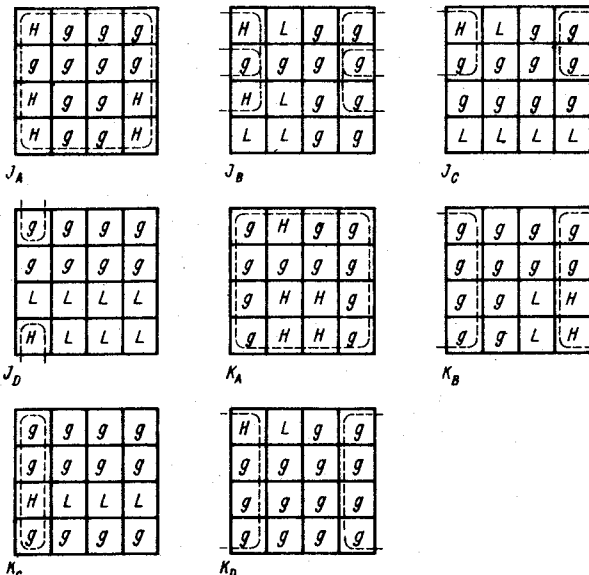 H g g g H L g g H L g g
g g g g g g g g g g g g
H g g H H L g g g g g g
H g g H L L g g L L L L
J_A J_B J_C
g g g g g H g g g g g g
g g g g g g g g g g g g
L L L L g H H g g g L H
H L L L g H H g g g L H
J_D K_A K_B
g g g g H L g g
g g g g g g g g
H L L L g g g g
g g g g g g g g
K_C K_D